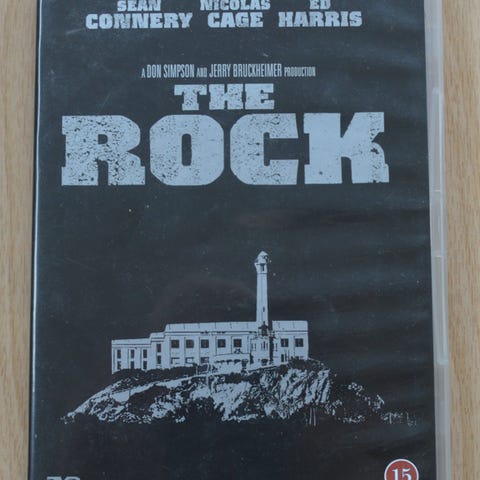 SEAN NICOLAS ED
CONNERY CAGE HARRIS
A DON SIMPSON AND JERRY BRUCKHEIMER PRODUCTION
THE
ROCK
15